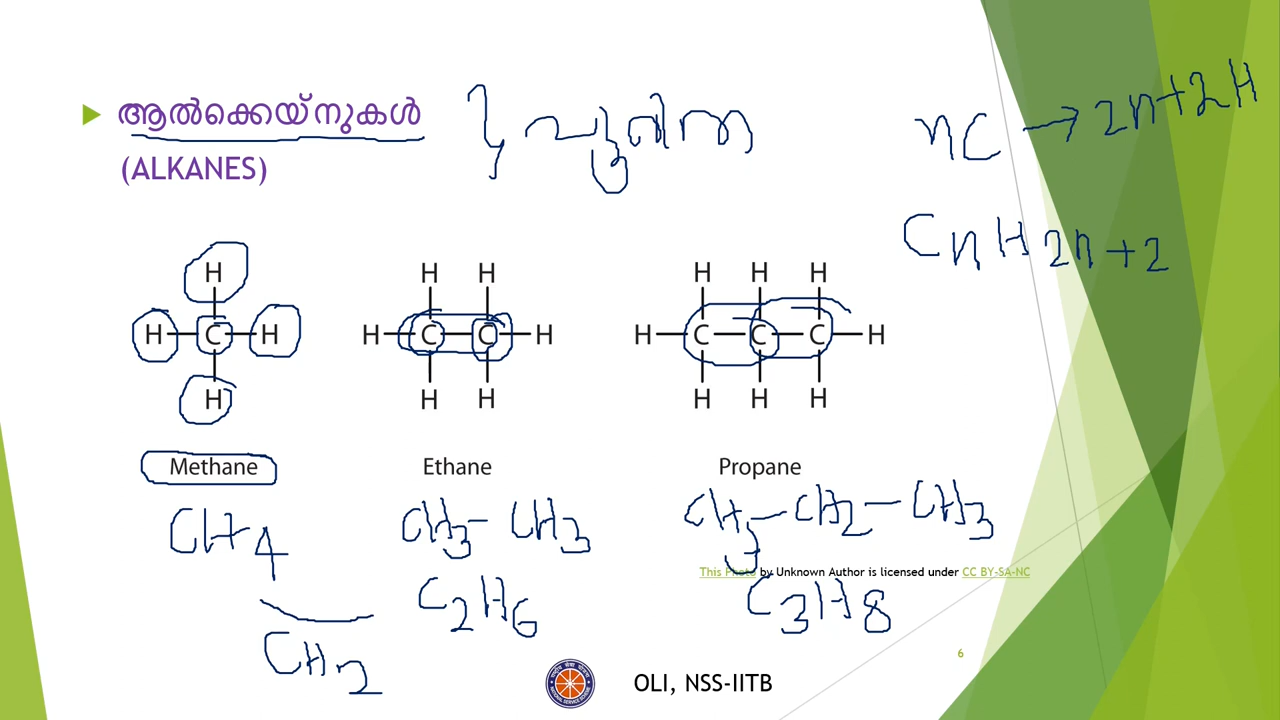 ആൽക്കെയ്നുകൾ
(ALKANES)
nC → 2n+2H
CnH2n+2
H
H H
H H H
H C H
H C C H
H C C C H
H
H H
H H H
Methane
Ethane
Propane
CH4
CH3-CH3
CH3-CH2-CH3
This Photo by Unknown Author is licensed under CC BY-SA-NC
C2H6
C3H8
CH2
6
OLI, NSS-IITB